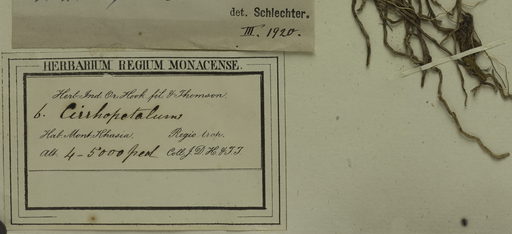 det. Schlechter.
III. 1920.
HERBARIUM REGIUM MONACENSE.
Herb. Ind. Or. Hook. fil. & Thomson.
6. Cirrhopetalum
Hab. Mont. Khasia. Regio trop.
Alt. 4-5000 ped Coll. J.D.H. & T.T.